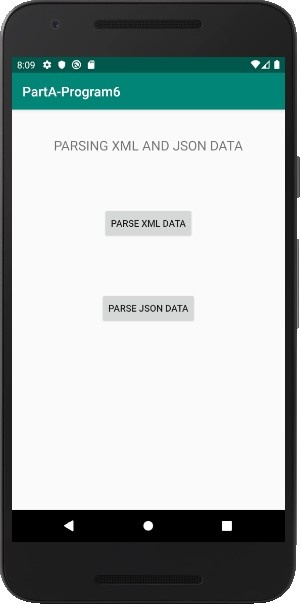 8:09
PartA-Program6
PARSING XML AND JSON DATA
PARSE XML DATA
PARSE JSON DATA